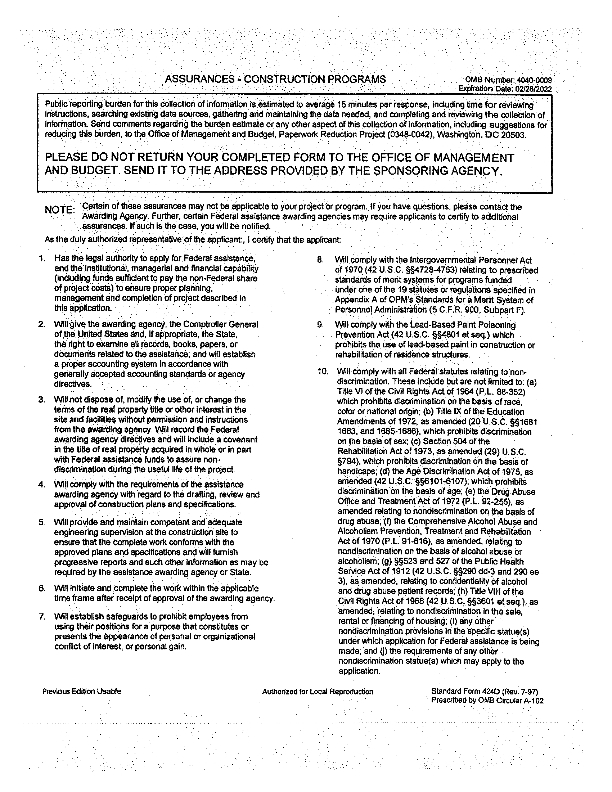 ASSURANCES - CONSTRUCTION PROGRAMS
OMB Number: 4040-0009
Expiration Date: 02/28/2022
Public reporting burden for this collection of information is estimated to average 15 minutes per response, including time for reviewing
instructions, searching existing data sources, gathering and maintaining the data needed, and completing and reviewing the collection of
information. Send comments regarding the burden estimate or any other aspect of this collection of information, including suggestions for
reducing this burden, to the Office of Management and Budget, Paperwork Reduction Project (0348-0042), Washington, DC 20503.
PLEASE DO NOT RETURN YOUR COMPLETED FORM TO THE OFFICE OF MANAGEMENT
AND BUDGET. SEND IT TO THE ADDRESS PROVIDED BY THE SPONSORING AGENCY.
NOTE: Certain of these assurances may not be applicable to your project or program. If you have questions, please contact the
Awarding Agency. Further, certain Federal assistance awarding agencies may require applicants to certify to additional
assurances. If such is the case, you will be notified.
As the duly authorized representative of the applicant:, I certify that the applicant:
1. Has the legal authority to apply for Federal assistance,
and the institutional, managerial and financial capability
(including funds sufficient to pay the non-Federal share
of project costs) to ensure proper planning,
management and completion of project described in
this application.
2. Will give the awarding agency, the Comptroller General
of the United States and, if appropriate, the State,
the right to examine all records, books, papers, or
documents related to the assistance; and will establish
a proper accounting system in accordance with
generally accepted accounting standards or agency
directives.
3. Will not dispose of, modify the use of, or change the
terms of the real property title or other interest in the
site and facilities without permission and instructions
from the awarding agency. Will record the Federal
awarding agency directives and will include a covenant
in the title of real property acquired in whole or in part
with Federal assistance funds to assure non-
discrimination during the useful life of the project.
4. Will comply with the requirements of the assistance
awarding agency with regard to the drafting, review and
approval of construction plans and specifications.
5. Will provide and maintain competent and adequate
engineering supervision at the construction site to
ensure that the complete work conforms with the
approved plans and specifications and will furnish
progressive reports and such other information as may be
required by the assistance awarding agency or State.
6. Will initiate and complete the work within the applicable
time frame after receipt of approval of the awarding agency.
7. Will establish safeguards to prohibit employees from
using their positions for a purpose that constitutes or
presents the appearance of personal or organizational
conflict of interest, or personal gain.
8. Will comply with the Intergovernmental Personnel Act
of 1970 (42 U.S.C. §§4728-4763) relating to prescribed
standards of merit systems for programs funded
under one of the 19 statutes or regulations specified in
Appendix A of OPM's Standards for a Merit System of
Personnel Administration (5 C.F.R. 900, Subpart F).
9. Will comply with the Lead-Based Paint Poisoning
Prevention Act (42 U.S.C. §§4801 et seq.) which
prohibits the use of lead-based paint in construction or
rehabilitation of residence structures.
10. Will comply with all Federal statutes relating to non-
discrimination. These include but are not limited to: (a)
Title VI of the Civil Rights Act of 1964 (P.L. 88-352)
which prohibits discrimination on the basis of race,
color or national origin; (b) Title IX of the Education
Amendments of 1972, as amended (20 U.S.C. §§1681
1683, and 1685-1686), which prohibits discrimination
on the basis of sex; (c) Section 504 of the
Rehabilitation Act of 1973, as amended (29) U.S.C.
§794), which prohibits discrimination on the basis of
handicaps; (d) the Age Discrimination Act of 1975, as
amended (42 U.S.C. §§6101-6107), which prohibits
discrimination on the basis of age; (e) the Drug Abuse
Office and Treatment Act of 1972 (P.L. 92-255), as
amended relating to nondiscrimination on the basis of
drug abuse; (f) the Comprehensive Alcohol Abuse and
Alcoholism Prevention, Treatment and Rehabilitation
Act of 1970 (P.L. 91-616), as amended, relating to
nondiscrimination on the basis of alcohol abuse or
alcoholism; (g) §§523 and 527 of the Public Health
Service Act of 1912 (42 U.S.C. §§290 dd-3 and 290 ee
3), as amended, relating to confidentiality of alcohol
and drug abuse patient records; (h) Title VIII of the
Civil Rights Act of 1968 (42 U.S.C. §§3601 et seq.), as
amended, relating to nondiscrimination in the sale,
rental or financing of housing; (i) any other
nondiscrimination provisions in the specific statue(s)
under which application for Federal assistance is being
made; and (j) the requirements of any other
nondiscrimination statue(s) which may apply to the
application.
Previous Edition Usable
Authorized for Local Reproduction
Standard Form 424D (Rev. 7-97)
Prescribed by OMB Circular A-102